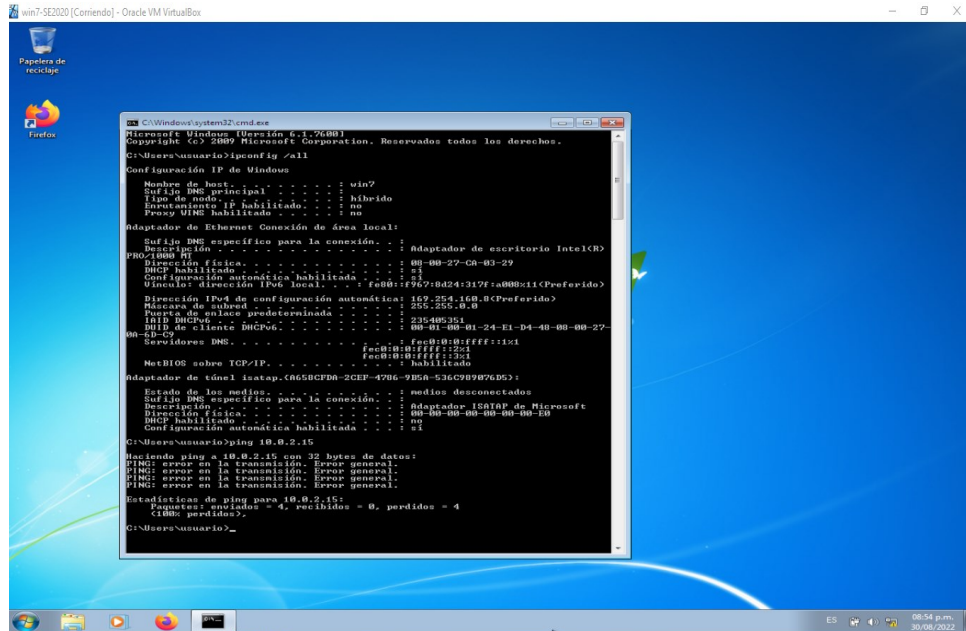 win7-SE2020 [Corriendo] - Oracle VM VirtualBox
Papelera de
reciclaje
Firefox
C:\Windows\system32\cmd.exe
Microsoft Windows [Versión 6.1.7600]
Copyright (c) 2009 Microsoft Corporation. Reservados todos los derechos.
C:\Users\usuario>ipconfig /all
Configuración IP de Windows
Nombre de host. . . . . . . . . : win7
Sufijo DNS principal . . . . . :
Tipo de nodo. . . . . . . . . . : híbrido
Enrutamiento IP habilitado. . . : no
Proxy WINS habilitado . . . . . : no
Adaptador de Ethernet Conexión de área local:
Sufijo DNS específico para la conexión. . :
Descripción . . . . . . . . . . . . . . . : Adaptador de escritorio Intel(R)
PRO/1000 MT
Dirección física. . . . . . . . . . . . . : 08-00-27-CA-03-29
DHCP habilitado . . . . . . . . . . . . . : sí
Configuración automática habilitada . . . : sí
Vínculo: dirección IPv6 local. . . : fe80::f967:8d24:317f:a008%11(Preferido)
Dirección IPv4 de configuración automática: 169.254.160.8(Preferido)
Máscara de subred . . . . . . . . . . . . : 255.255.0.0
Puerta de enlace predeterminada . . . . . :
IAID DHCPv6 . . . . . . . . . . . . . . . : 235405351
DUID de cliente DHCPv6. . . . . . . . . . : 00-01-00-01-24-E1-D4-48-08-00-27-
0A-6D-C9
Servidores DNS. . . . . . . . . . . . . . : fec0:0:0:ffff::1%1
fec0:0:0:ffff::2%1
fec0:0:0:ffff::3%1
NetBIOS sobre TCP/IP. . . . . . . . . . . : habilitado
Adaptador de túnel isatap.{A658CFDA-2CEF-4786-9B5A-536C989076D5}:
Estado de los medios. . . . . . . . . . . : medios desconectados
Sufijo DNS específico para la conexión. . :
Descripción . . . . . . . . . . . . . . . : Adaptador ISATAP de Microsoft
Dirección física. . . . . . . . . . . . . : 00-00-00-00-00-00-00-E0
DHCP habilitado . . . . . . . . . . . . . : no
Configuración automática habilitada . . . : sí
C:\Users\usuario>ping 10.0.2.15
Haciendo ping a 10.0.2.15 con 32 bytes de datos:
PING: error en la transmisión. Error general.
PING: error en la transmisión. Error general.
PING: error en la transmisión. Error general.
PING: error en la transmisión. Error general.
Estadísticas de ping para 10.0.2.15:
Paquetes: enviados = 4, recibidos = 0, perdidos = 4
(100% perdidos),
C:\Users\usuario>_
ES
08:54 p.m.
30/08/2022